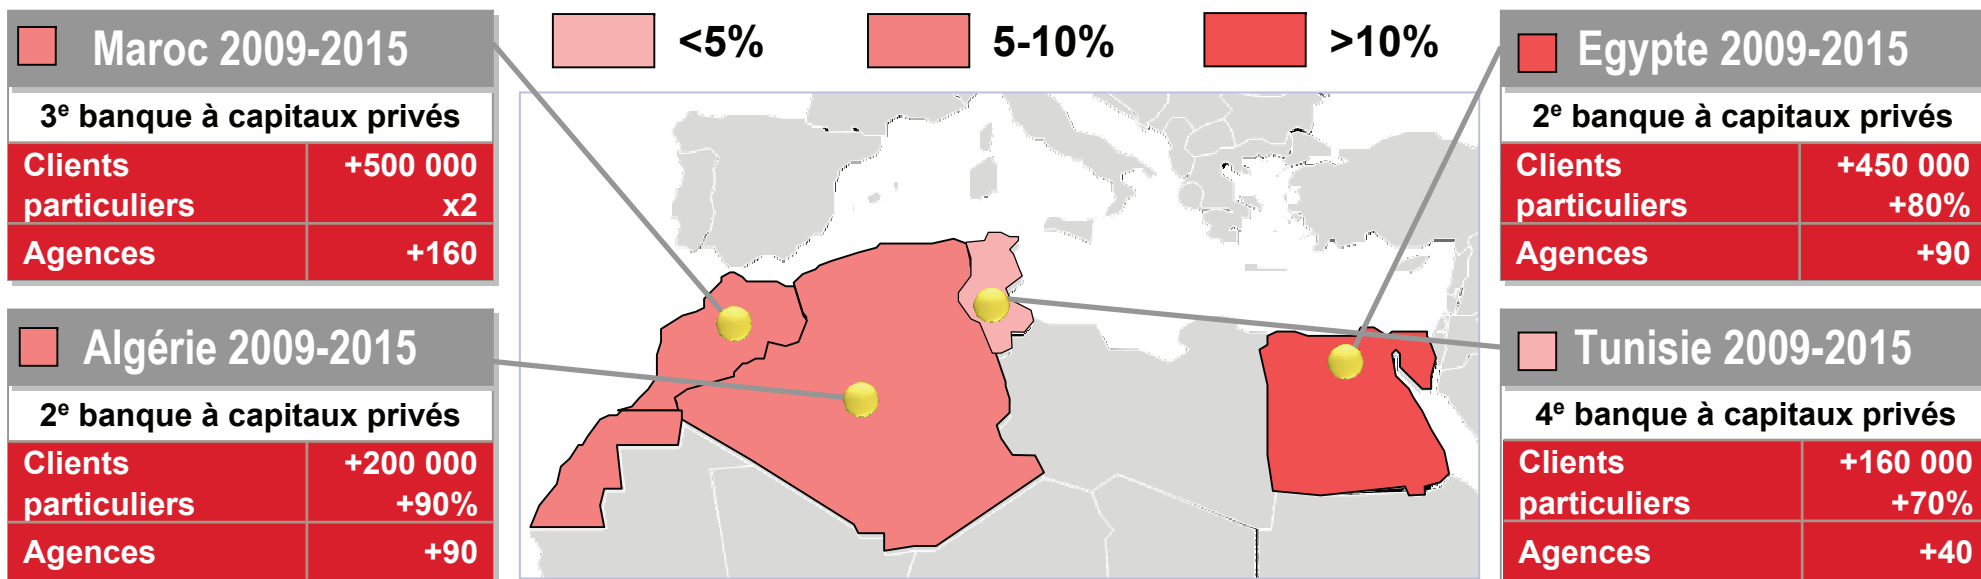 Maroc 2009-2015
3e banque à capitaux privés
Clients particuliers +500 000 x2
Agences +160
Algérie 2009-2015
2e banque à capitaux privés
Clients particuliers +200 000 +90%
Agences +90
<5% 5-10% >10%
Egypte 2009-2015
2e banque à capitaux privés
Clients particuliers +450 000 +80%
Agences +90
Tunisie 2009-2015
4e banque à capitaux privés
Clients particuliers +160 000 +70%
Agences +40